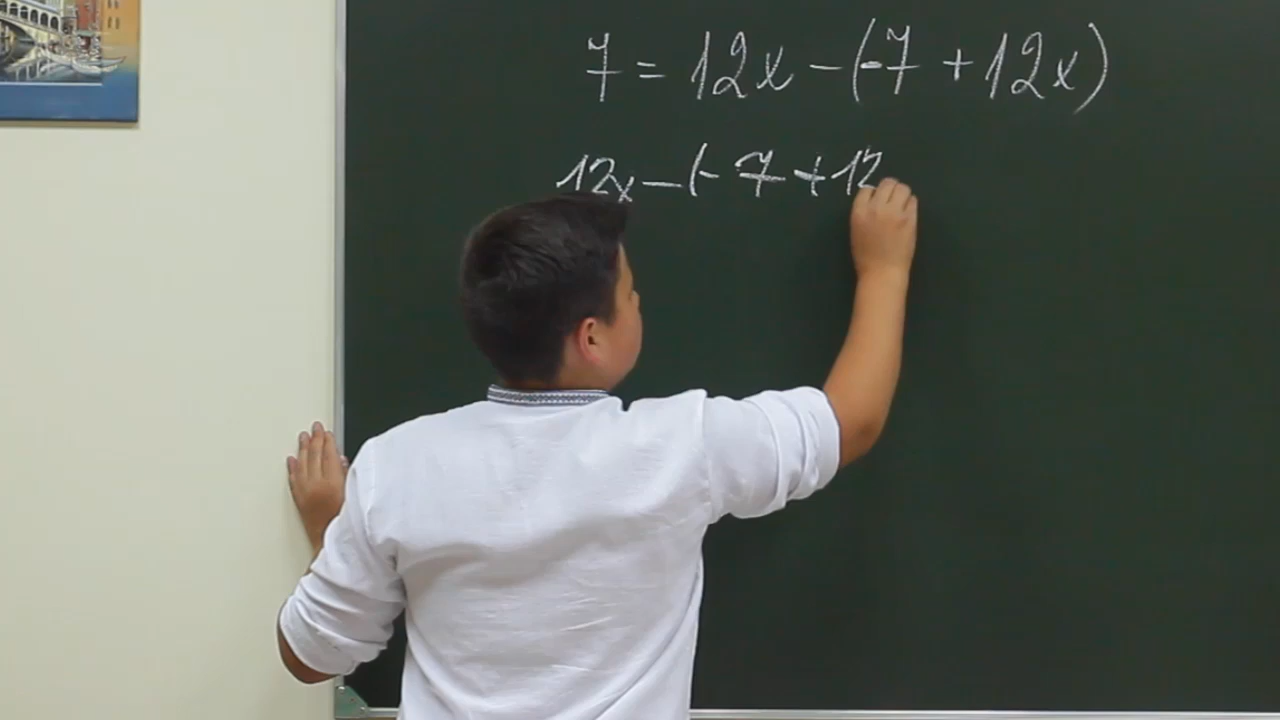 7 = 12x - (-7 + 12x)
12x - (- 7 + 12